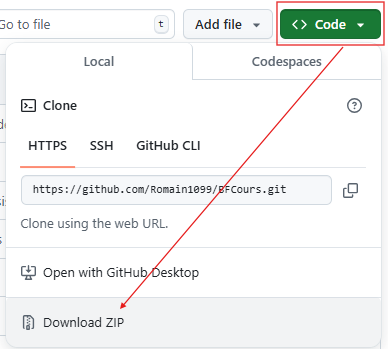 Go to file t Add file Code
Local Codespaces
Clone
HTTPS SSH GitHub CLI
https://github.com/Romain1099/BFCours.git
Clone using the web URL.
Open with GitHub Desktop
Download ZIP